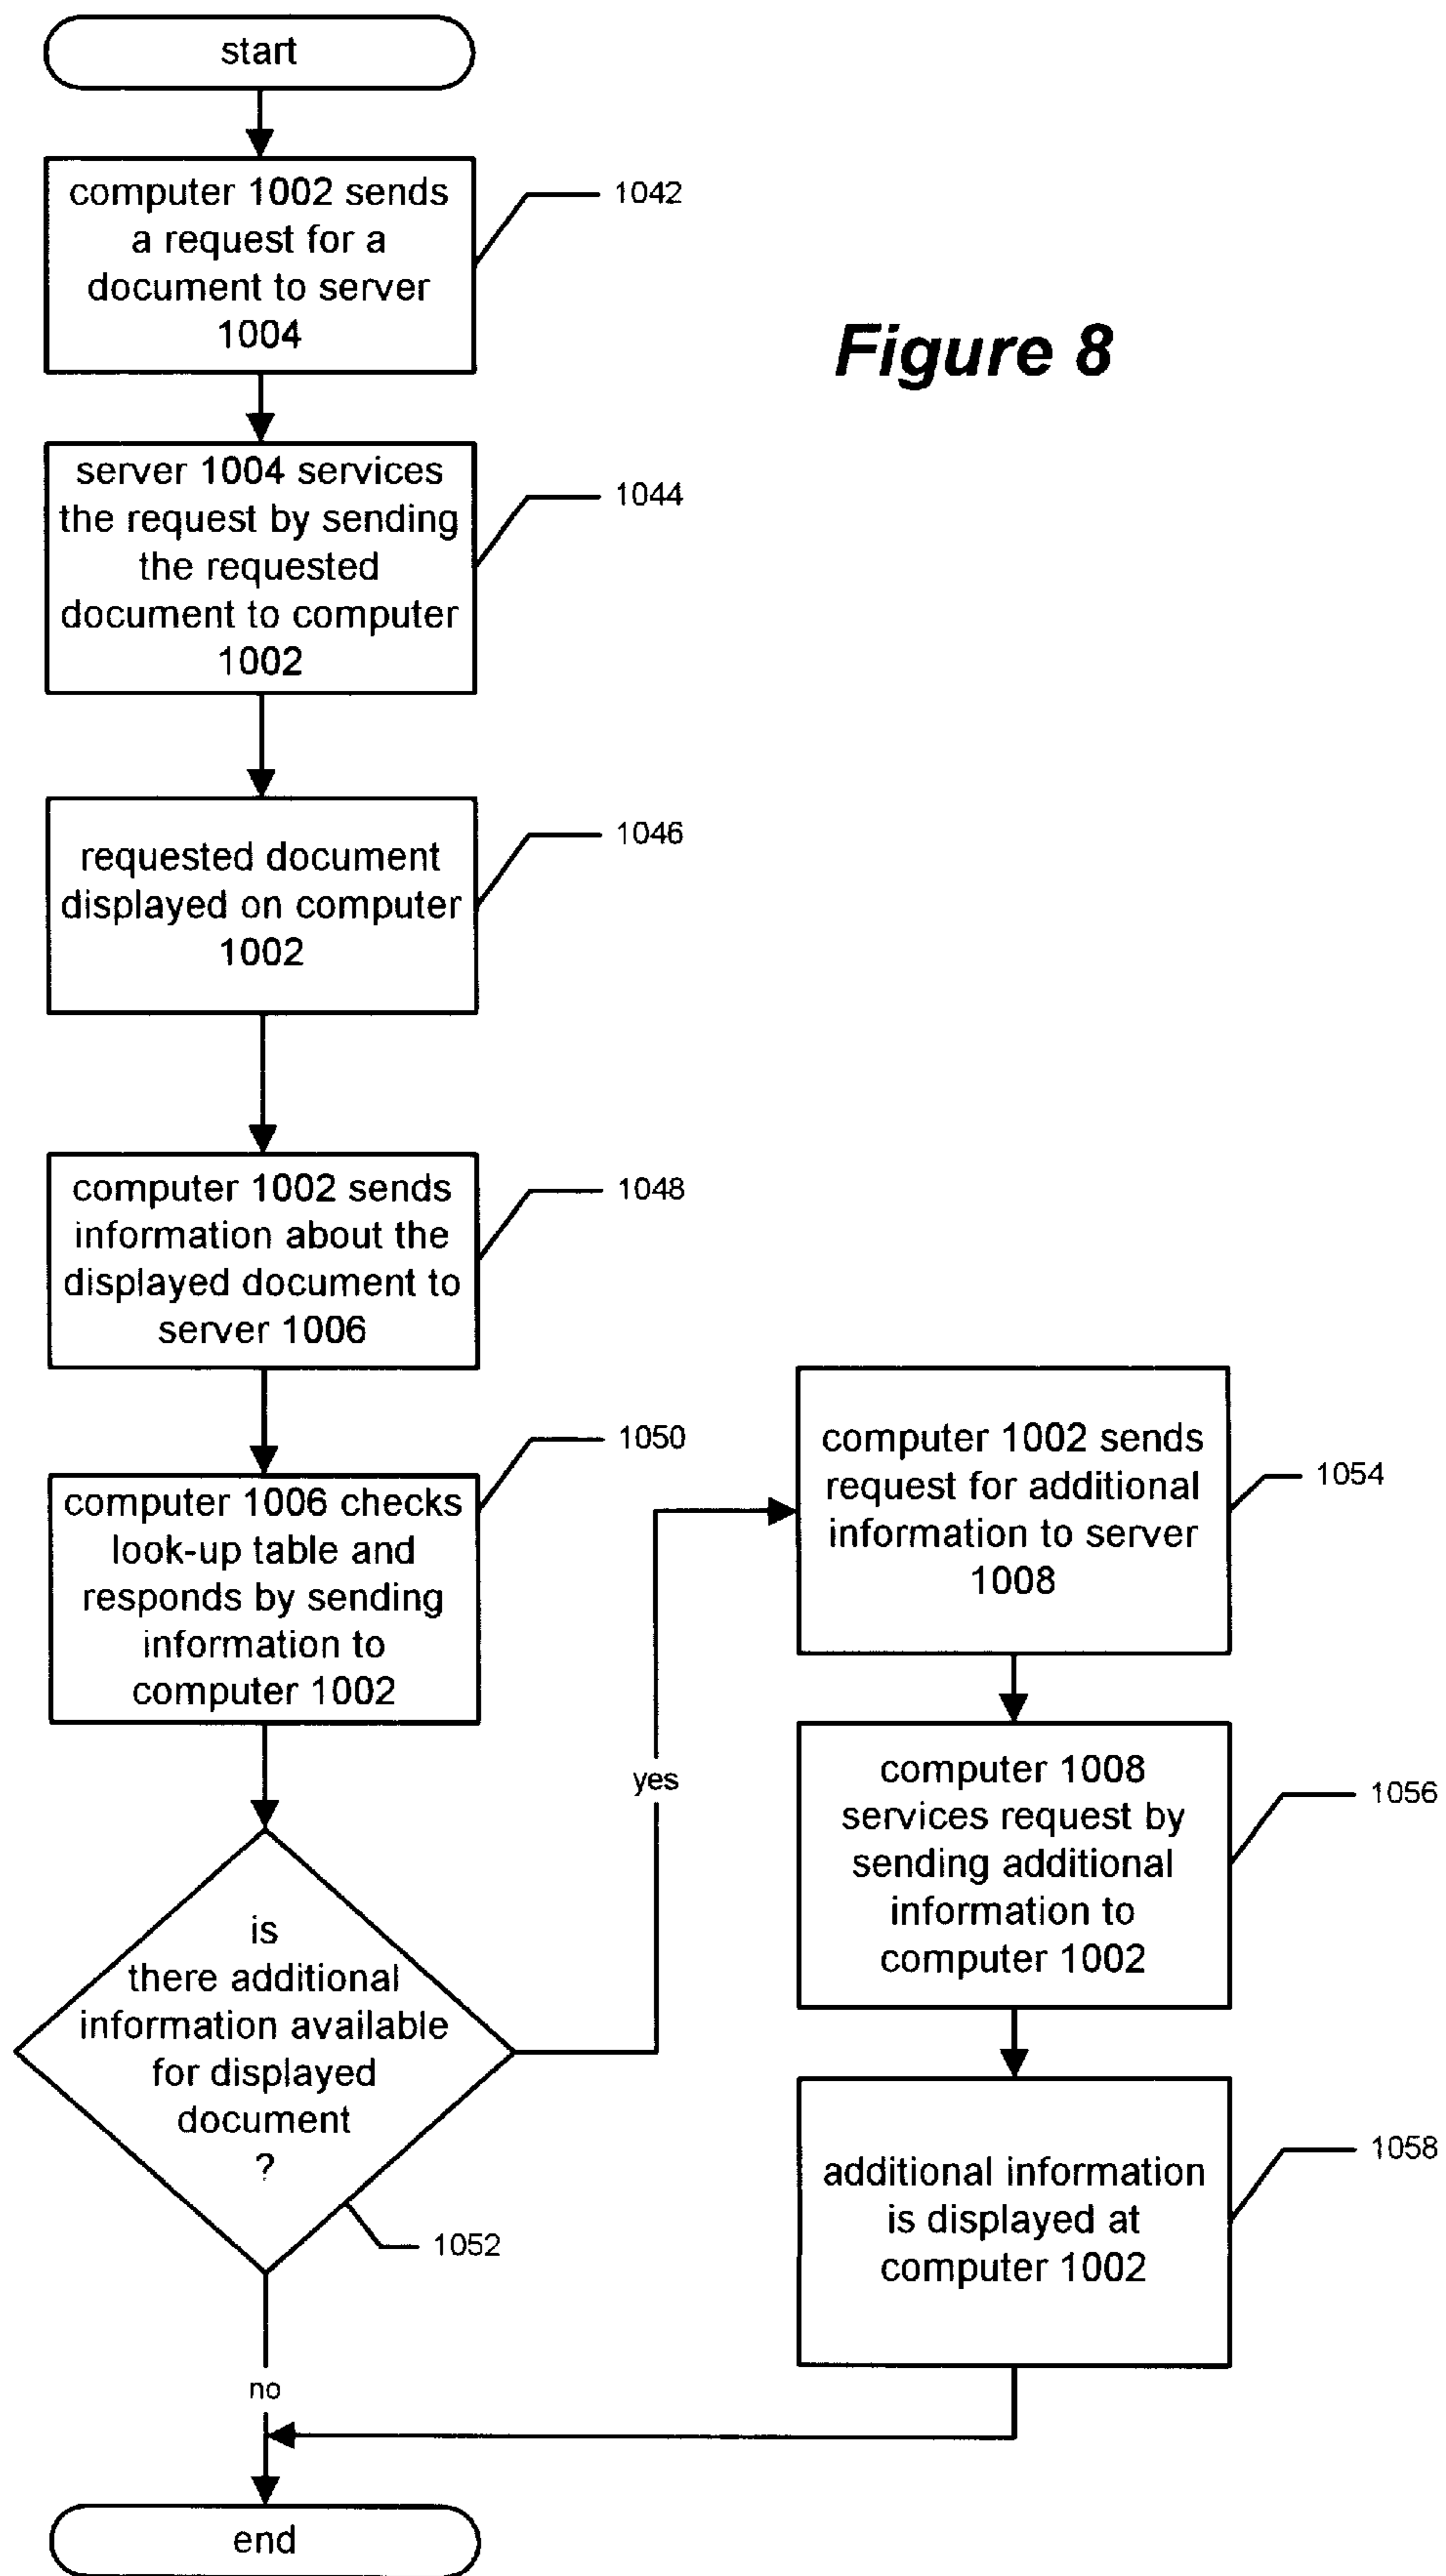 start
computer 1002 sends
a request for a
document to server
1004
1042
Figure 8
server 1004 services
the request by sending
the requested
document to computer
1002
1044
requested document
displayed on computer
1002
1046
computer 1002 sends
information about the
displayed document to
server 1006
1048
computer 1006 checks
look-up table and
responds by sending
information to
computer 1002
1050
is
there additional
information available
for displayed
document
?
1052
yes
no
computer 1002 sends
request for additional
information to server
1008
1054
computer 1008
services request by
sending additional
information to
computer 1002
1056
additional information
is displayed at
computer 1002
1058
end